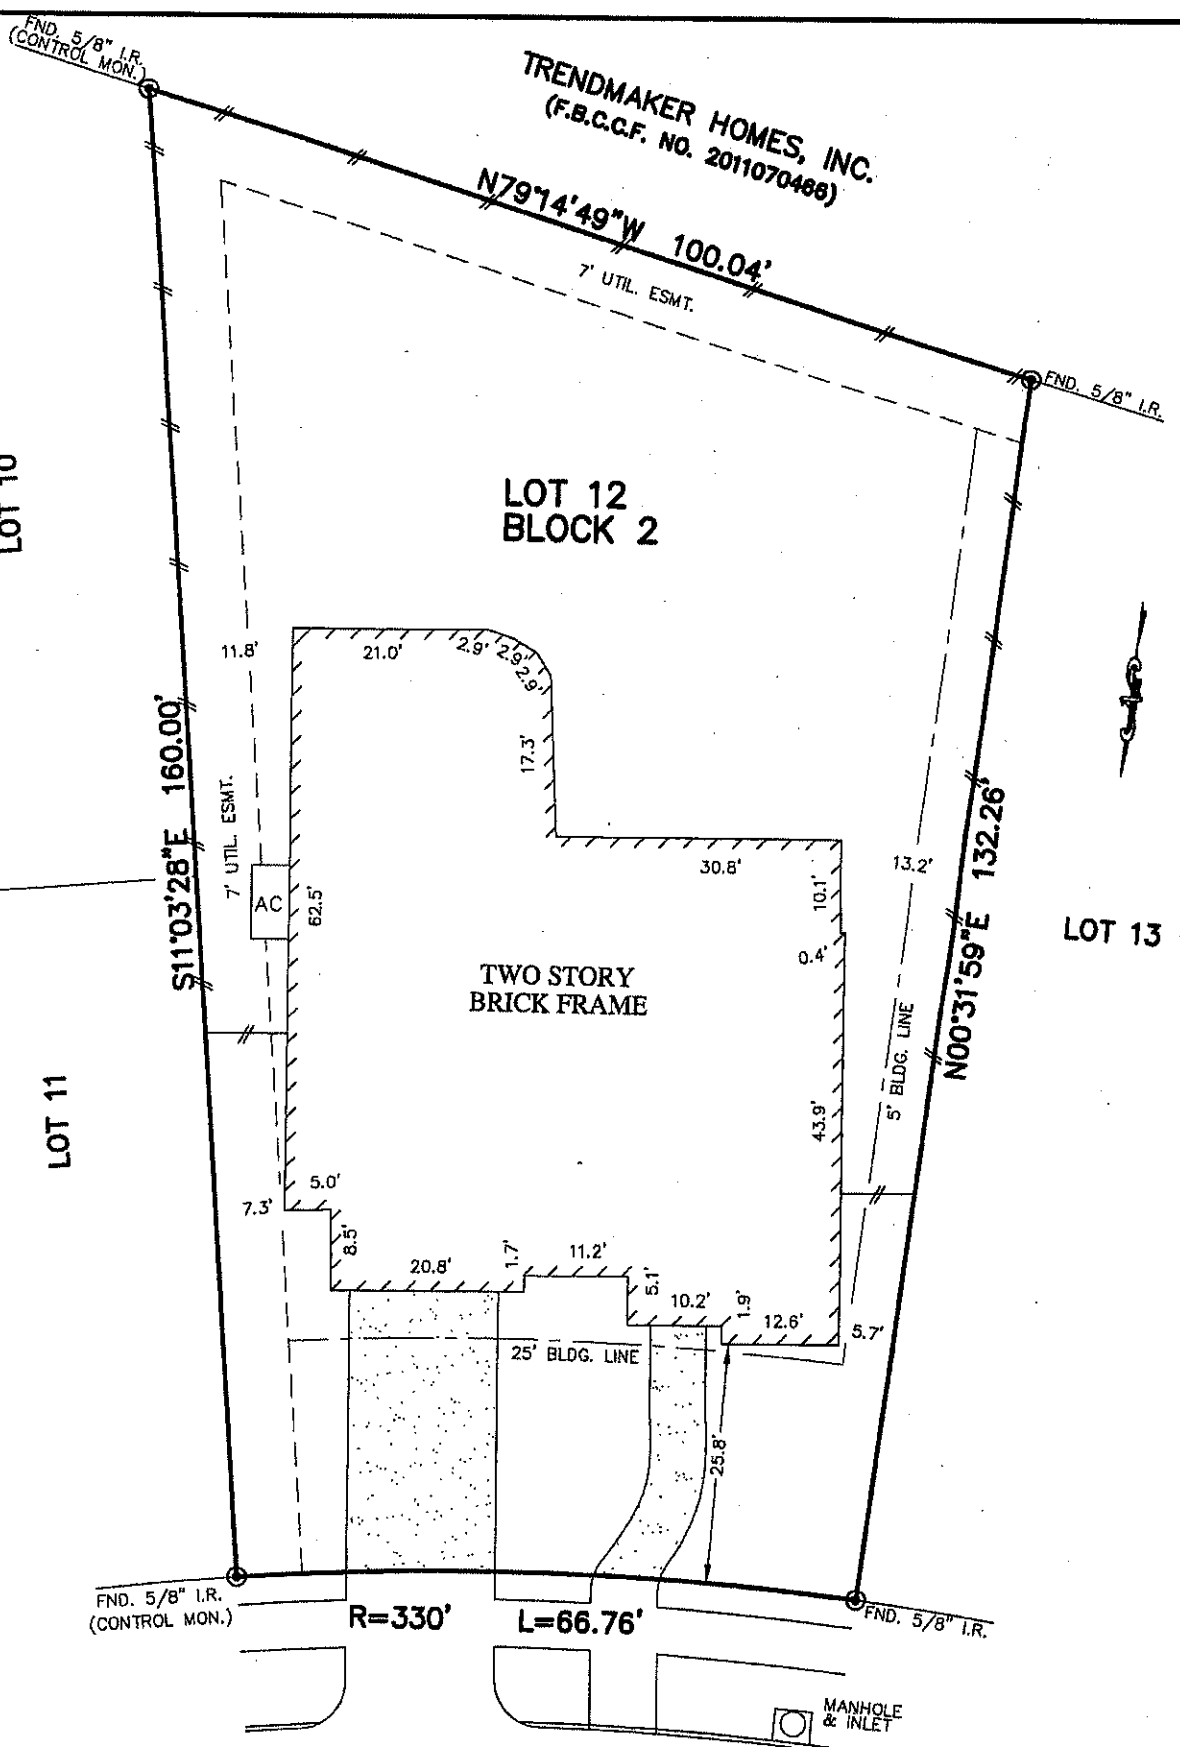 FND. 5/8" I.R.
(CONTROL MON.)
TRENDMAKER HOMES, INC.
(F.B.C.C.F. NO. 2011070466)
N79°14'49"W 100.04'
7' UTIL. ESMT.
FND. 5/8" I.R.
LOT 10
LOT 12
BLOCK 2
11.8'
21.0'
2.9'
2.9'
2.9'
17.3'
S11°03'28"E 160.00'
7' UTIL. ESMT.
AC
62.5'
30.8'
10.1'
13.2'
N00°31'59"E 132.26'
LOT 13
0.4'
TWO STORY
BRICK FRAME
5' BLDG. LINE
43.9'
LOT 11
5.0'
7.3'
8.5'
20.8'
1.7'
11.2'
5.1'
10.2'
1.9'
12.6'
5.7'
25' BLDG. LINE
25.8'
FND. 5/8" I.R.
(CONTROL MON.)
R=330' L=66.76'
FND. 5/8" I.R.
MANHOLE
& INLET